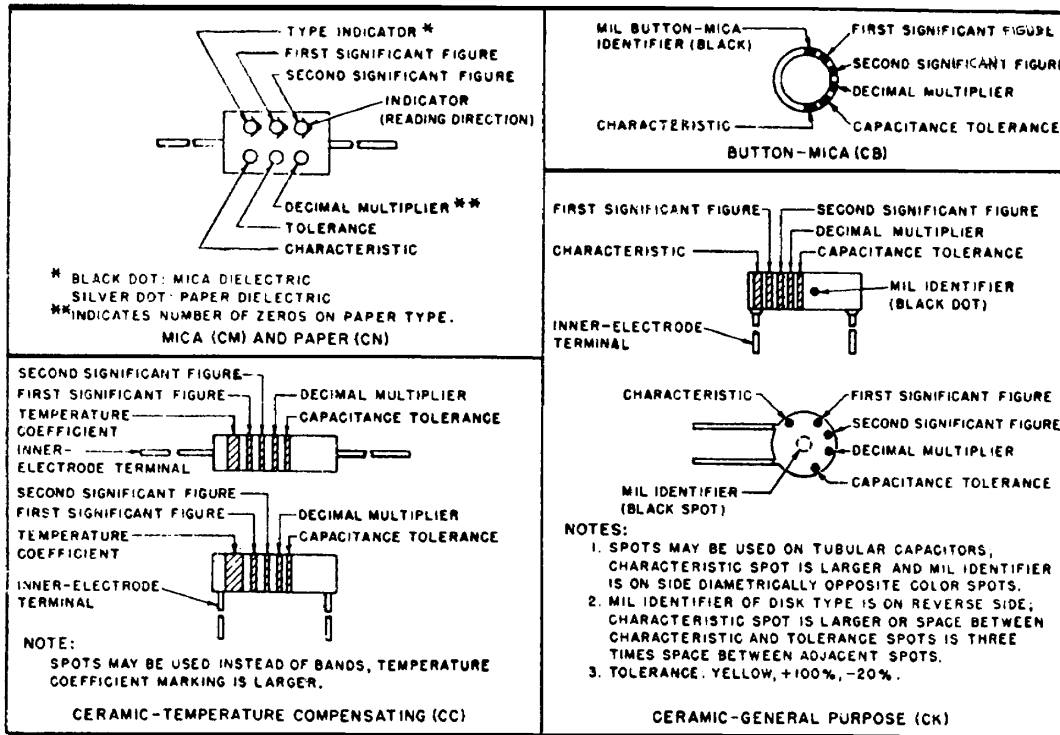 TYPE INDICATOR *
FIRST SIGNIFICANT FIGURE
SECOND SIGNIFICANT FIGURE
INDICATOR
(READING DIRECTION)
DECIMAL MULTIPLIER **
TOLERANCE
CHARACTERISTIC
* BLACK DOT: MICA DIELECTRIC
SILVER DOT: PAPER DIELECTRIC
** INDICATES NUMBER OF ZEROS ON PAPER TYPE.
MICA (CM) AND PAPER (CN)
MIL BUTTON-MICA
IDENTIFIER (BLACK)
FIRST SIGNIFICANT FIGURE
SECOND SIGNIFICANT FIGURE
DECIMAL MULTIPLIER
CHARACTERISTIC
CAPACITANCE TOLERANCE
BUTTON-MICA (CB)
SECOND SIGNIFICANT FIGURE
FIRST SIGNIFICANT FIGURE
DECIMAL MULTIPLIER
TEMPERATURE
COEFFICIENT
CAPACITANCE TOLERANCE
INNER-
ELECTRODE TERMINAL
SECOND SIGNIFICANT FIGURE
FIRST SIGNIFICANT FIGURE
DECIMAL MULTIPLIER
TEMPERATURE
COEFFICIENT
CAPACITANCE TOLERANCE
INNER-ELECTRODE
TERMINAL
NOTE:
SPOTS MAY BE USED INSTEAD OF BANDS, TEMPERATURE
COEFFICIENT MARKING IS LARGER.
CERAMIC-TEMPERATURE COMPENSATING (CC)
FIRST SIGNIFICANT FIGURE
SECOND SIGNIFICANT FIGURE
DECIMAL MULTIPLIER
CHARACTERISTIC
CAPACITANCE TOLERANCE
MIL IDENTIFIER
(BLACK DOT)
INNER-ELECTRODE
TERMINAL
CHARACTERISTIC
FIRST SIGNIFICANT FIGURE
SECOND SIGNIFICANT FIGURE
DECIMAL MULTIPLIER
CAPACITANCE TOLERANCE
MIL IDENTIFIER
(BLACK SPOT)
NOTES:
1. SPOTS MAY BE USED ON TUBULAR CAPACITORS,
CHARACTERISTIC SPOT IS LARGER AND MIL IDENTIFIER
IS ON SIDE DIAMETRICALLY OPPOSITE COLOR SPOTS.
2. MIL IDENTIFIER OF DISK TYPE IS ON REVERSE SIDE;
CHARACTERISTIC SPOT IS LARGER OR SPACE BETWEEN
CHARACTERISTIC AND TOLERANCE SPOTS IS THREE
TIMES SPACE BETWEEN ADJACENT SPOTS.
3. TOLERANCE: YELLOW, +100%, -20%.
CERAMIC-GENERAL PURPOSE (CK)